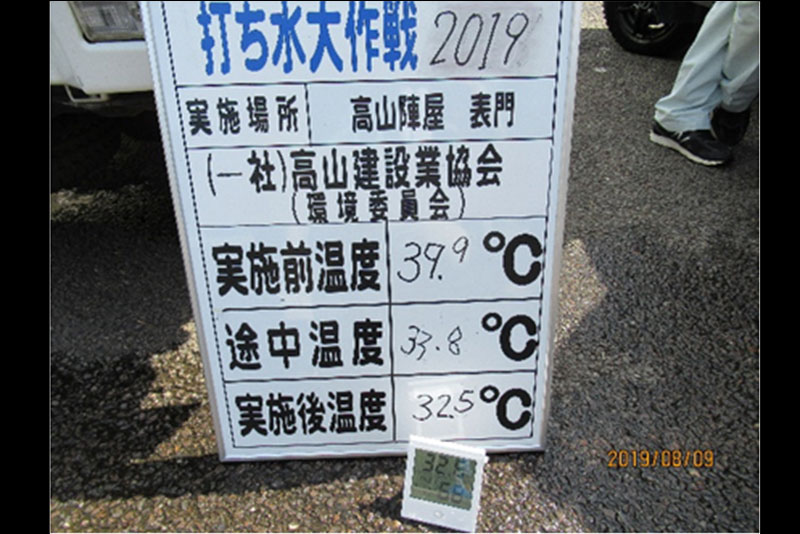 打ち水大作戦 2019
実施場所 高山陣屋 表門
(一社)高山建設業協会
(環境委員会)
実施前温度 39.9 ℃
途中温度 33.8 ℃
実施後温度 32.5 ℃
32.5
2019/08/09